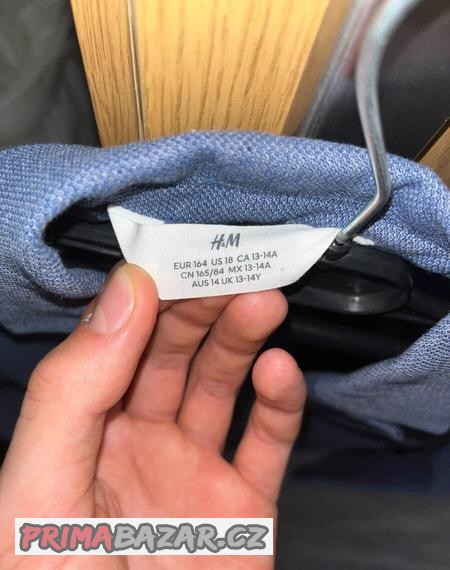 H&M
EUR 164 US 18 CA 13-14A
CN 165/84 MX 13-14A
AUS 14 UK 13-14Y
PRIMABAZAR.CZ